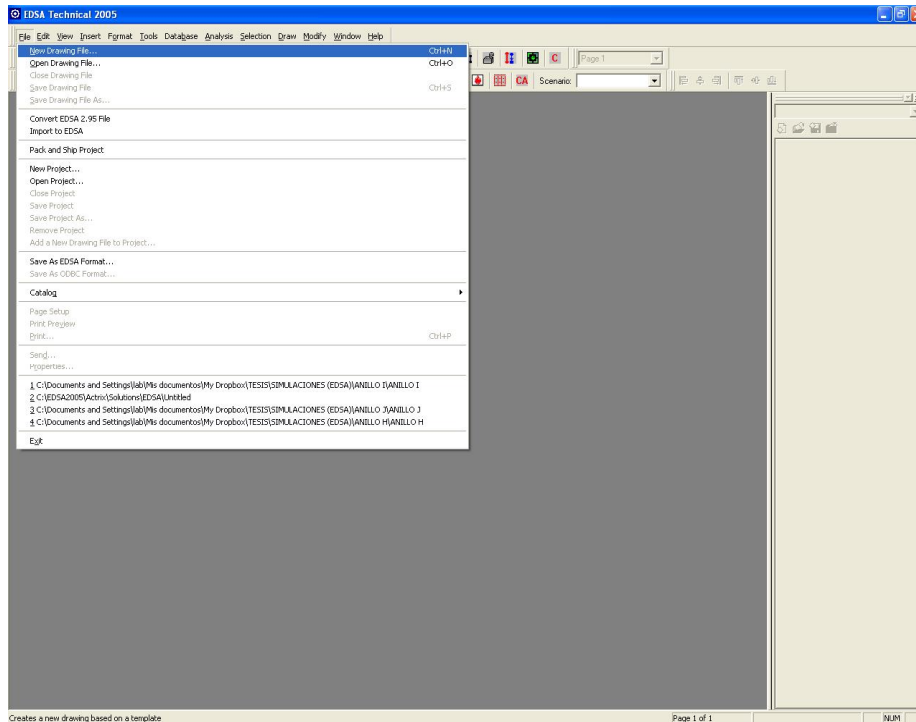 EDSA Technical 2005
File Edit View Insert Format Tools Database Analysis Selection Draw Modify Window Help
New Drawing File... Ctrl+N
Open Drawing File... Ctrl+O
Close Drawing File
Save Drawing File Ctrl+S
Save Drawing File As...
Convert EDSA 2.95 File
Import to EDSA
Pack and Ship Project
New Project...
Open Project...
Close Project
Save Project
Save Project As...
Remove Project
Add a New Drawing File to Project...
Save As EDSA Format...
Save As ODBC Format...
Catalog
Page Setup
Print Preview
Print... Ctrl+P
Send...
Properties...
1 C:\Documents and Settings\lab\Mis documentos\My Dropbox\TESIS\SIMULACIONES (EDSA)\ANILLO I\ANILLO I
2 C:\EDSA2005\Actrix\Solutions\EDSA\Untitled
3 C:\Documents and Settings\lab\Mis documentos\My Dropbox\TESIS\SIMULACIONES (EDSA)\ANILLO J\ANILLO J
4 C:\Documents and Settings\lab\Mis documentos\My Dropbox\TESIS\SIMULACIONES (EDSA)\ANILLO H\ANILLO H
Exit
C Page 1
CA Scenario:
Creates a new drawing based on a template Page 1 of 1 NUM